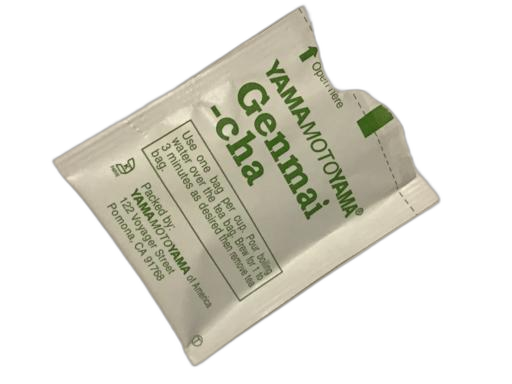 Open here
YAMAMOTOYAMA®
Genmai
-cha
Use one bag per cup. Pour boiling
water over the tea bag. Brew for 1 to
3 minutes as desired then remove tea
bag.
Packed by:
YAMAMOTOYAMA of America
122 Voyager Street
Pomona, CA 91768